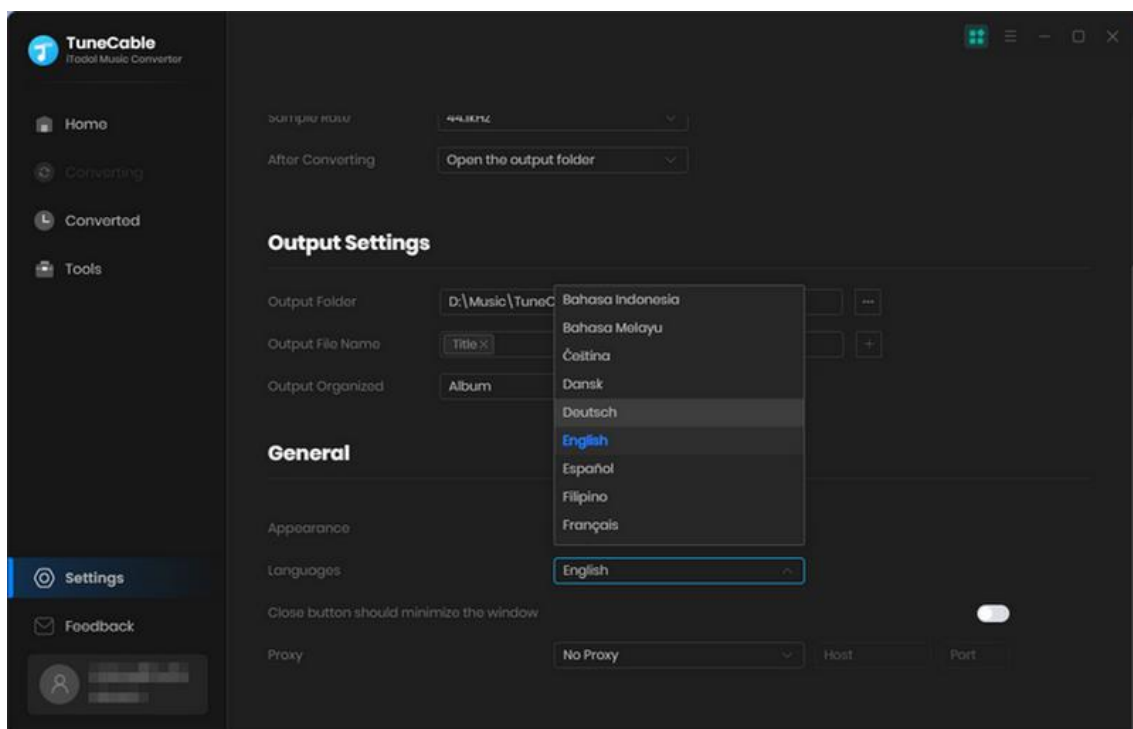 TuneCable
iTodal Music Converter
Home
Converting
Converted
Tools
Settings
Feedback
Sample Rate 44.1kHz
After Converting Open the output folder
Output Settings
Output Folder D:\Music\TuneC ...
Output File Name Title × +
Output Organized Album
Bahasa Indonesia
Bahasa Melayu
Čeština
Dansk
Deutsch
English
Español
Filipino
Français
General
Appearance
Languages English
Close button should minimize the window
Proxy No Proxy Host Port